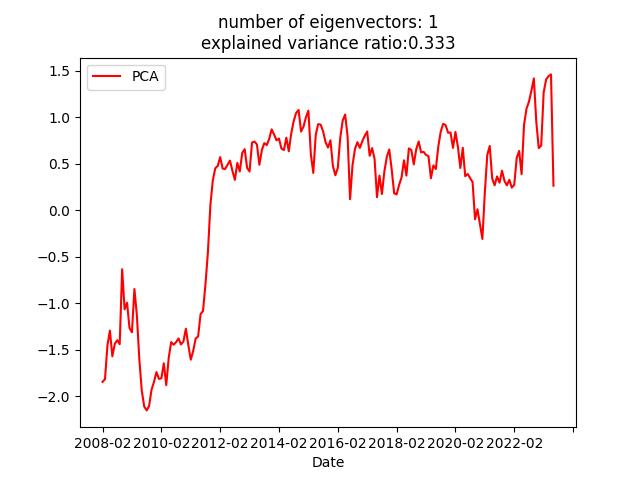 number of eigenvectors: 1
explained variance ratio:0.333
PCA
1.5
1.0
0.5
0.0
−0.5
−1.0
−1.5
−2.0
2008-02 2010-02 2012-02 2014-02 2016-02 2018-02 2020-02 2022-02
Date